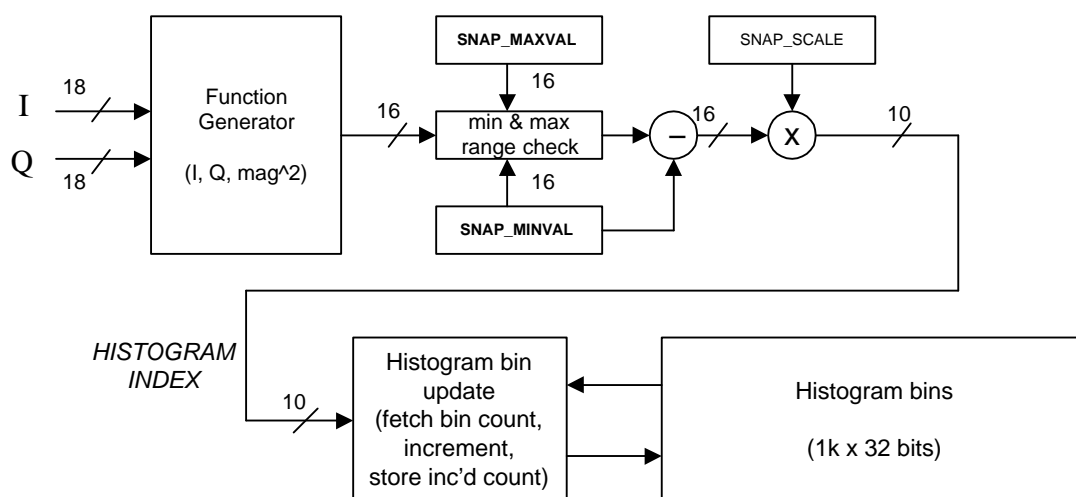 SNAP_MAXVAL
SNAP_SCALE
18
I
Function
Generator
(I, Q, mag^2)
16
16
min & max
range check
–
16
X
10
Q
18
16
SNAP_MINVAL
HISTOGRAM
INDEX
10
Histogram bin
update
(fetch bin count,
increment,
store inc'd count)
Histogram bins
(1k x 32 bits)